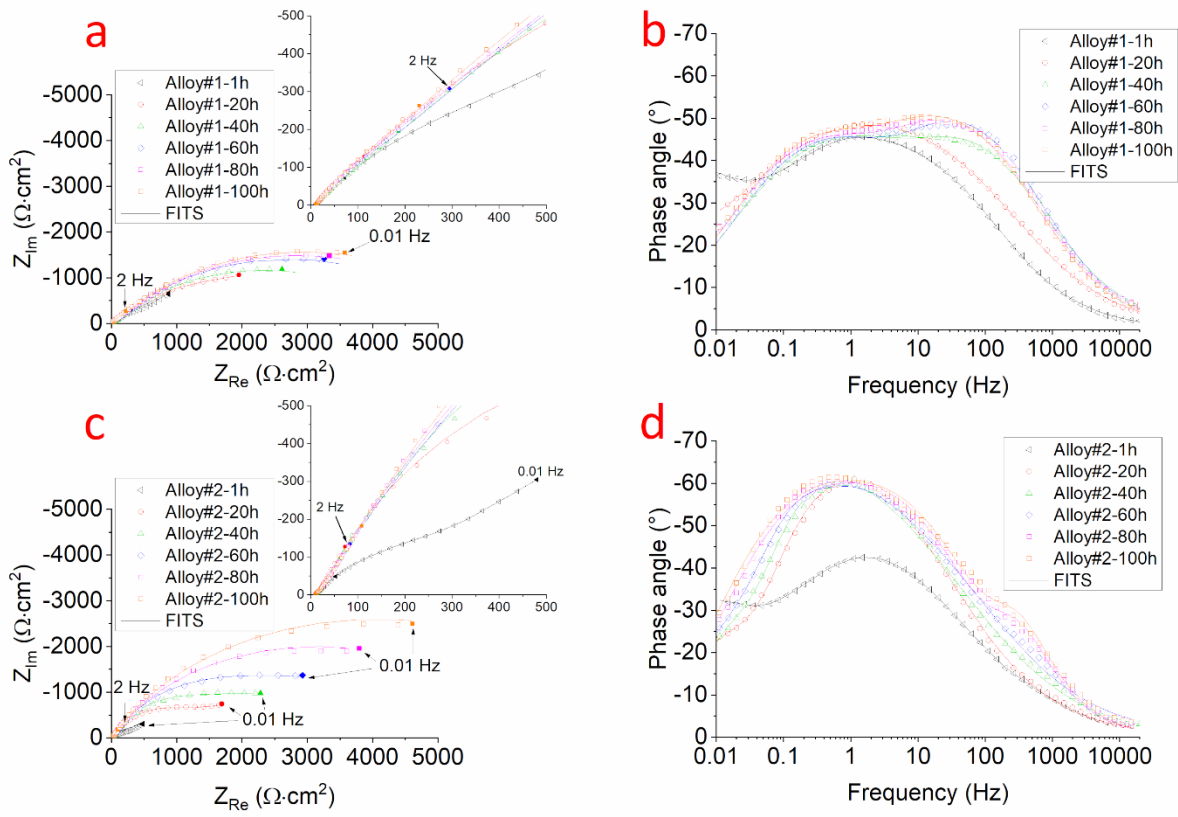 a
-5000
-4000
-3000
-2000
-1000
0
0 1000 2000 3000 4000 5000
Z_Im (Ω·cm²)
Z_Re (Ω·cm²)
Alloy#1-1h
Alloy#1-20h
Alloy#1-40h
Alloy#1-60h
Alloy#1-80h
Alloy#1-100h
FITS
2 Hz
0.01 Hz
-500
-400
-300
-200
-100
0
0 100 200 300 400 500
2 Hz
b
-70
-60
-50
-40
-30
-20
-10
0
0.01 0.1 1 10 100 1000 10000
Phase angle (°)
Frequency (Hz)
Alloy#1-1h
Alloy#1-20h
Alloy#1-40h
Alloy#1-60h
Alloy#1-80h
Alloy#1-100h
FITS
c
-5000
-4000
-3000
-2000
-1000
0
0 1000 2000 3000 4000 5000
Z_Im (Ω·cm²)
Z_Re (Ω·cm²)
Alloy#2-1h
Alloy#2-20h
Alloy#2-40h
Alloy#2-60h
Alloy#2-80h
Alloy#2-100h
FITS
2 Hz
0.01 Hz
0.01 Hz
-500
-400
-300
-200
-100
0
0 100 200 300 400 500
2 Hz
0.01 Hz
d
-70
-60
-50
-40
-30
-20
-10
0
0.01 0.1 1 10 100 1000 10000
Phase angle (°)
Frequency (Hz)
Alloy#2-1h
Alloy#2-20h
Alloy#2-40h
Alloy#2-60h
Alloy#2-80h
Alloy#2-100h
FITS